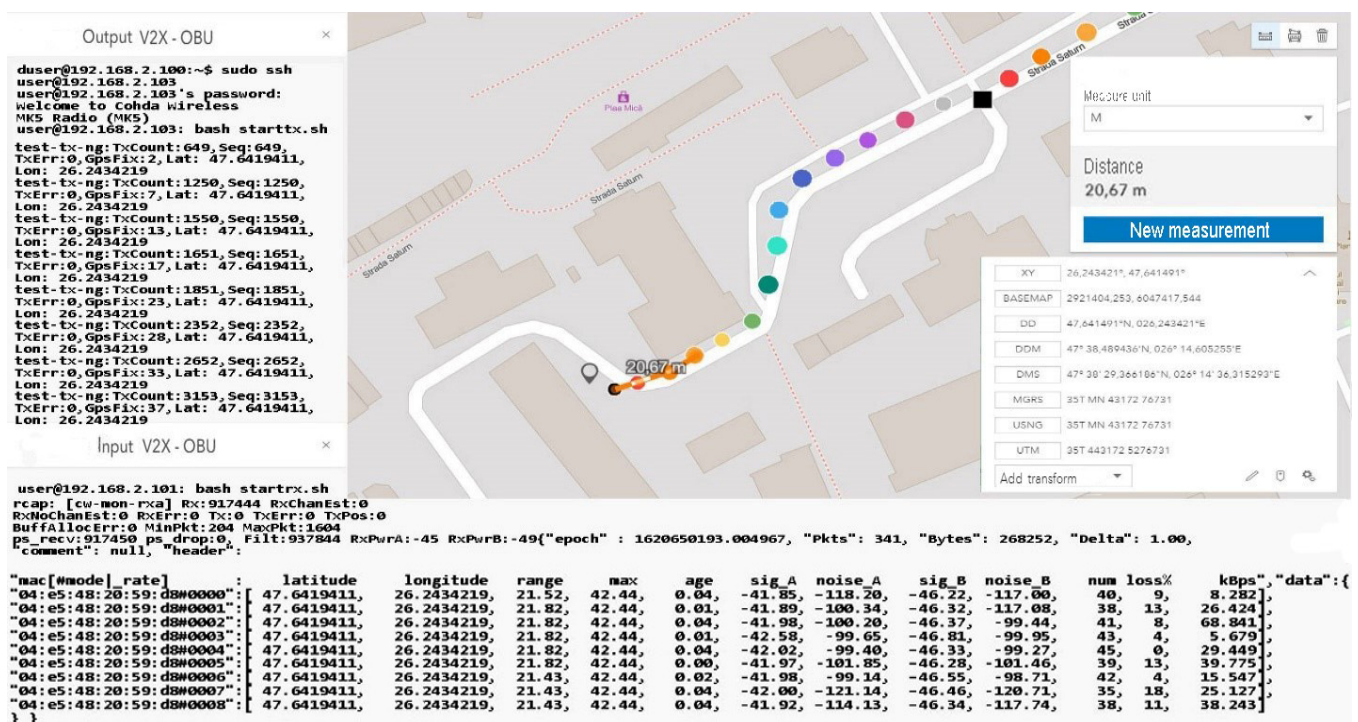 Output V2X - OBU ×
duser@192.168.2.100:~$ sudo ssh
user@192.168.2.103
user@192.168.2.103's password:
Welcome to Cohda Wireless
MK5 Radio (MK5)
user@192.168.2.103: bash starttx.sh
test-tx-ng:TxCount:649,Seq:649,
TxErr:0,GpsFix:2,Lat: 47.6419411,
Lon: 26.2434219
test-tx-ng:TxCount:1250,Seq:1250,
TxErr:0,GpsFix:7,Lat: 47.6419411,
Lon: 26.2434219
test-tx-ng:TxCount:1550,Seq:1550,
TxErr:0,GpsFix:13,Lat: 47.6419411,
Lon: 26.2434219
test-tx-ng:TxCount:1651,Seq:1651,
TxErr:0,GpsFix:17,Lat: 47.6419411,
Lon: 26.2434219
test-tx-ng:TxCount:1851,Seq:1851,
TxErr:0,GpsFix:23,Lat: 47.6419411,
Lon: 26.2434219
test-tx-ng:TxCount:2352,Seq:2352,
TxErr:0,GpsFix:28,Lat: 47.6419411,
Lon: 26.2434219
test-tx-ng:TxCount:2652,Seq:2652,
TxErr:0,GpsFix:33,Lat: 47.6419411,
Lon: 26.2434219
test-tx-ng:TxCount:3153,Seq:3153,
TxErr:0,GpsFix:37,Lat: 47.6419411,
Lon: 26.2434219
Strada Saturn
Strada Saturn
Piaa Mică
Strada Saturn
Strada Saturn
20,67 m
Measure unit
M
Distance
20,67 m
New measurement
XY 26,243421°, 47,641491°
BASEMAP 2921404,253, 6047417,544
DD 47,641491°N, 026,243421°E
DDM 47° 38,489436'N, 026° 14,605255'E
DMS 47° 38' 29,366186"N, 026° 14' 36,315293"E
MGRS 35T MN 43172 76731
USNG 35T MN 43172 76731
UTM 35T 443172 5276731
Add transform
Input V2X - OBU ×
user@192.168.2.101: bash startrx.sh
rcap: [cw-mon-rxa] Rx:917444 RxChanEst:0
RxNoChanEst:0 RxErr:0 Tx:0 TxErr:0 TxPos:0
BuffAllocErr:0 MinPkt:204 MaxPkt:1604
ps_recv:917450 ps_drop:0, Filt:937844 RxPwrA:-45 RxPwrB:-49{"epoch" : 1620650193.004967, "Pkts": 341, "Bytes": 268252, "Delta": 1.00,
"comment": null, "header":
"mac[#mode|_rate] : latitude longitude range max age sig_A noise_A sig_B noise_B num loss% kBps","data":{
"04:e5:48:20:59:d8#0000":[ 47.6419411, 26.2434219, 21.52, 42.44, 0.04, -41.85, -118.20, -46.22, -117.00, 40, 9, 8.282],
"04:e5:48:20:59:d8#0001":[ 47.6419411, 26.2434219, 21.82, 42.44, 0.01, -41.89, -100.34, -46.32, -117.08, 38, 13, 26.424],
"04:e5:48:20:59:d8#0002":[ 47.6419411, 26.2434219, 21.82, 42.44, 0.04, -41.98, -100.20, -46.37, -99.44, 41, 8, 68.841],
"04:e5:48:20:59:d8#0003":[ 47.6419411, 26.2434219, 21.82, 42.44, 0.01, -42.58, -99.65, -46.81, -99.95, 43, 4, 5.679],
"04:e5:48:20:59:d8#0004":[ 47.6419411, 26.2434219, 21.82, 42.44, 0.04, -42.02, -99.40, -46.33, -99.27, 45, 0, 29.449],
"04:e5:48:20:59:d8#0005":[ 47.6419411, 26.2434219, 21.82, 42.44, 0.00, -41.97, -101.85, -46.28, -101.46, 39, 13, 39.775],
"04:e5:48:20:59:d8#0006":[ 47.6419411, 26.2434219, 21.43, 42.44, 0.02, -41.98, -99.14, -46.55, -98.71, 42, 4, 15.547],
"04:e5:48:20:59:d8#0007":[ 47.6419411, 26.2434219, 21.43, 42.44, 0.04, -42.00, -121.14, -46.46, -120.71, 35, 18, 25.127],
"04:e5:48:20:59:d8#0008":[ 47.6419411, 26.2434219, 21.43, 42.44, 0.04, -41.92, -114.13, -46.34, -117.74, 38, 11, 38.243]
} }